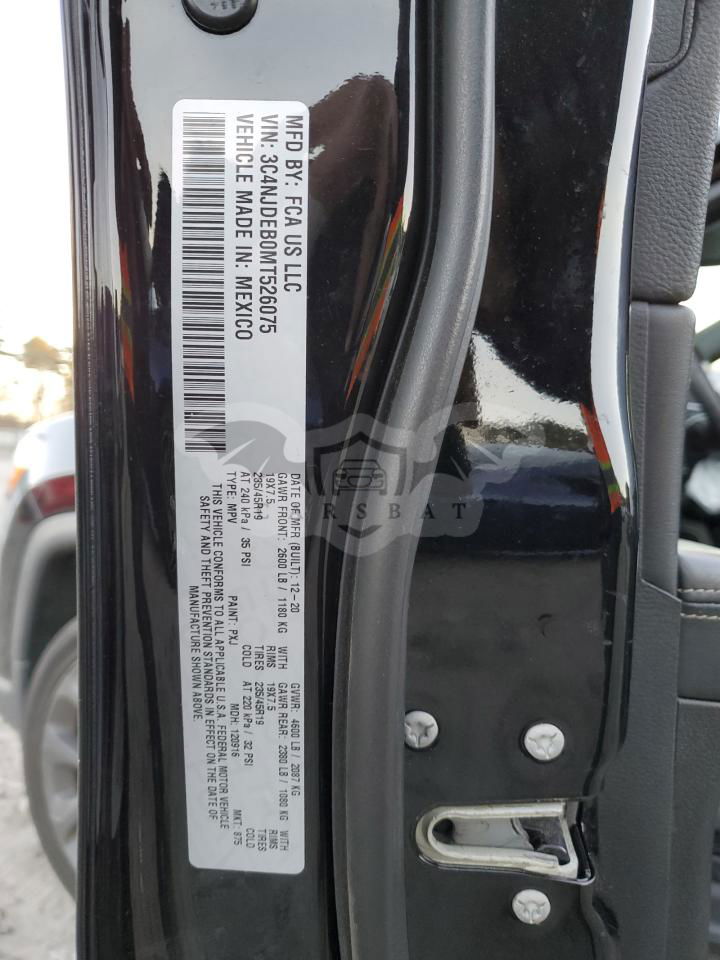 MFD BY: FCA US LLC
VIN: 3C4NJDEB0MT526075
VEHICLE MADE IN: MEXICO
DATE OF MFR (BUILT): 12-20 GVWR: 4600 LB / 2087 KG
GAWR FRONT: 2600 LB / 1180 KG WITH GAWR REAR: 2380 LB / 1080 KG WITH
19X7.5 RIMS 19X7.5 RIMS
235/45R19 TIRES 235/45R19 TIRES
AT 240 kPa / 35 PSI COLD AT 220 kPa / 32 PSI COLD
TYPE: MPV PAINT: PXJ MDH: 120916 MKT: 875
THIS VEHICLE CONFORMS TO ALL APPLICABLE U.S.A. FEDERAL MOTOR VEHICLE
SAFETY AND THEFT PREVENTION STANDARDS IN EFFECT ON THE DATE OF
MANUFACTURE SHOWN ABOVE.